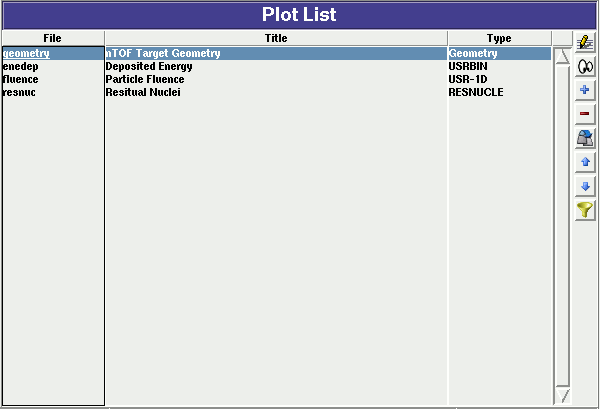 Plot List
File Title Type
geometry nTOF Target Geometry Geometry
enedep Deposited Energy USRBIN
fluence Particle Fluence USR-1D
resnuc Resitual Nuclei RESNUCLE